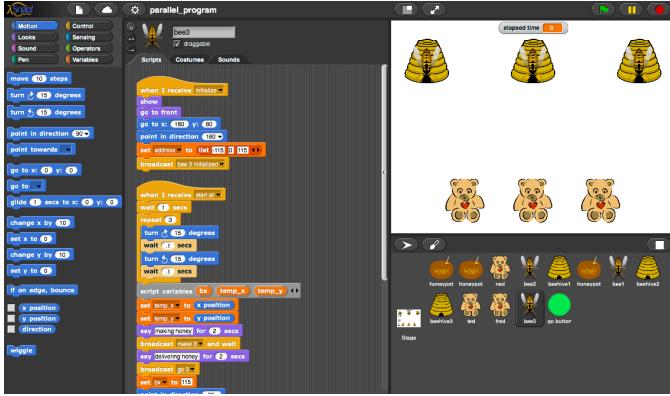 Snap!
parallel_program
Motion Control
Looks Sensing
Sound Operators
Pen Variables
move 10 steps
turn 15 degrees
turn 15 degrees
point in direction 90
point towards
go to x: 0 y: 0
go to
glide 1 secs to x: 0 y: 0
change x by 10
set x to 0
change y by 10
set y to 0
if on edge, bounce
x position
y position
direction
wiggle
bee3
draggable
Scripts Costumes Sounds
when I receive initialize
show
go to front
go to x: 180 y: 80
point in direction 180
set address to list -115 0 115
broadcast bee 3 initialized
when I receive start all
wait 1 secs
repeat 3
turn 15 degrees
wait .1 secs
turn 15 degrees
wait .1 secs
script variables bx temp_x temp_y
set temp_x to x position
set temp_y to y position
say making honey for 2 secs
broadcast make 3 and wait
say delivering honey for 2 secs
broadcast go 3
set bx to 115
elapsed time 0
HONEY HONEY HONEY
honeypot honeypot ned bee2 beehive1 honeypot bee1 beehive2
Stage beehive3 ted fred bee3 go button